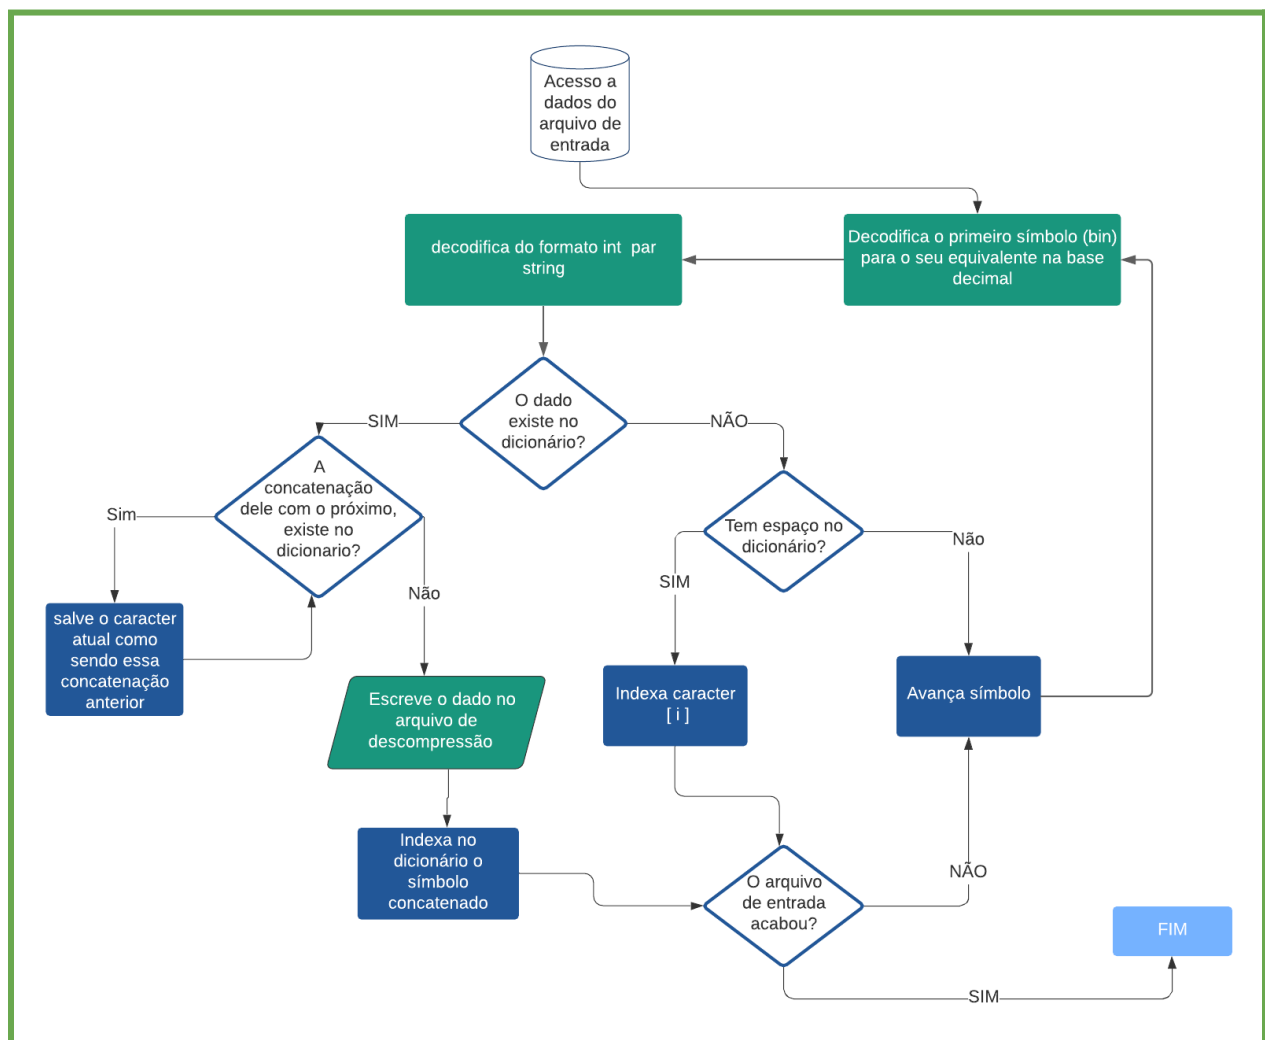 Acesso a
dados do
arquivo de
entrada
decodifica do formato int par
string
Decodifica o primeiro símbolo (bin)
para o seu equivalente na base
decimal
O dado
existe no
dicionário?
SIM
NÃO
A
concatenação
dele com o próximo,
existe no
dicionario?
Sim
Não
Tem espaço no
dicionário?
SIM
Não
salve o caracter
atual como
sendo essa
concatenação
anterior
Escreve o dado no
arquivo de
descompressão
Indexa caracter
[ i ]
Avança símbolo
Indexa no
dicionário o
símbolo
concatenado
O arquivo
de entrada
acabou?
NÃO
SIM
FIM